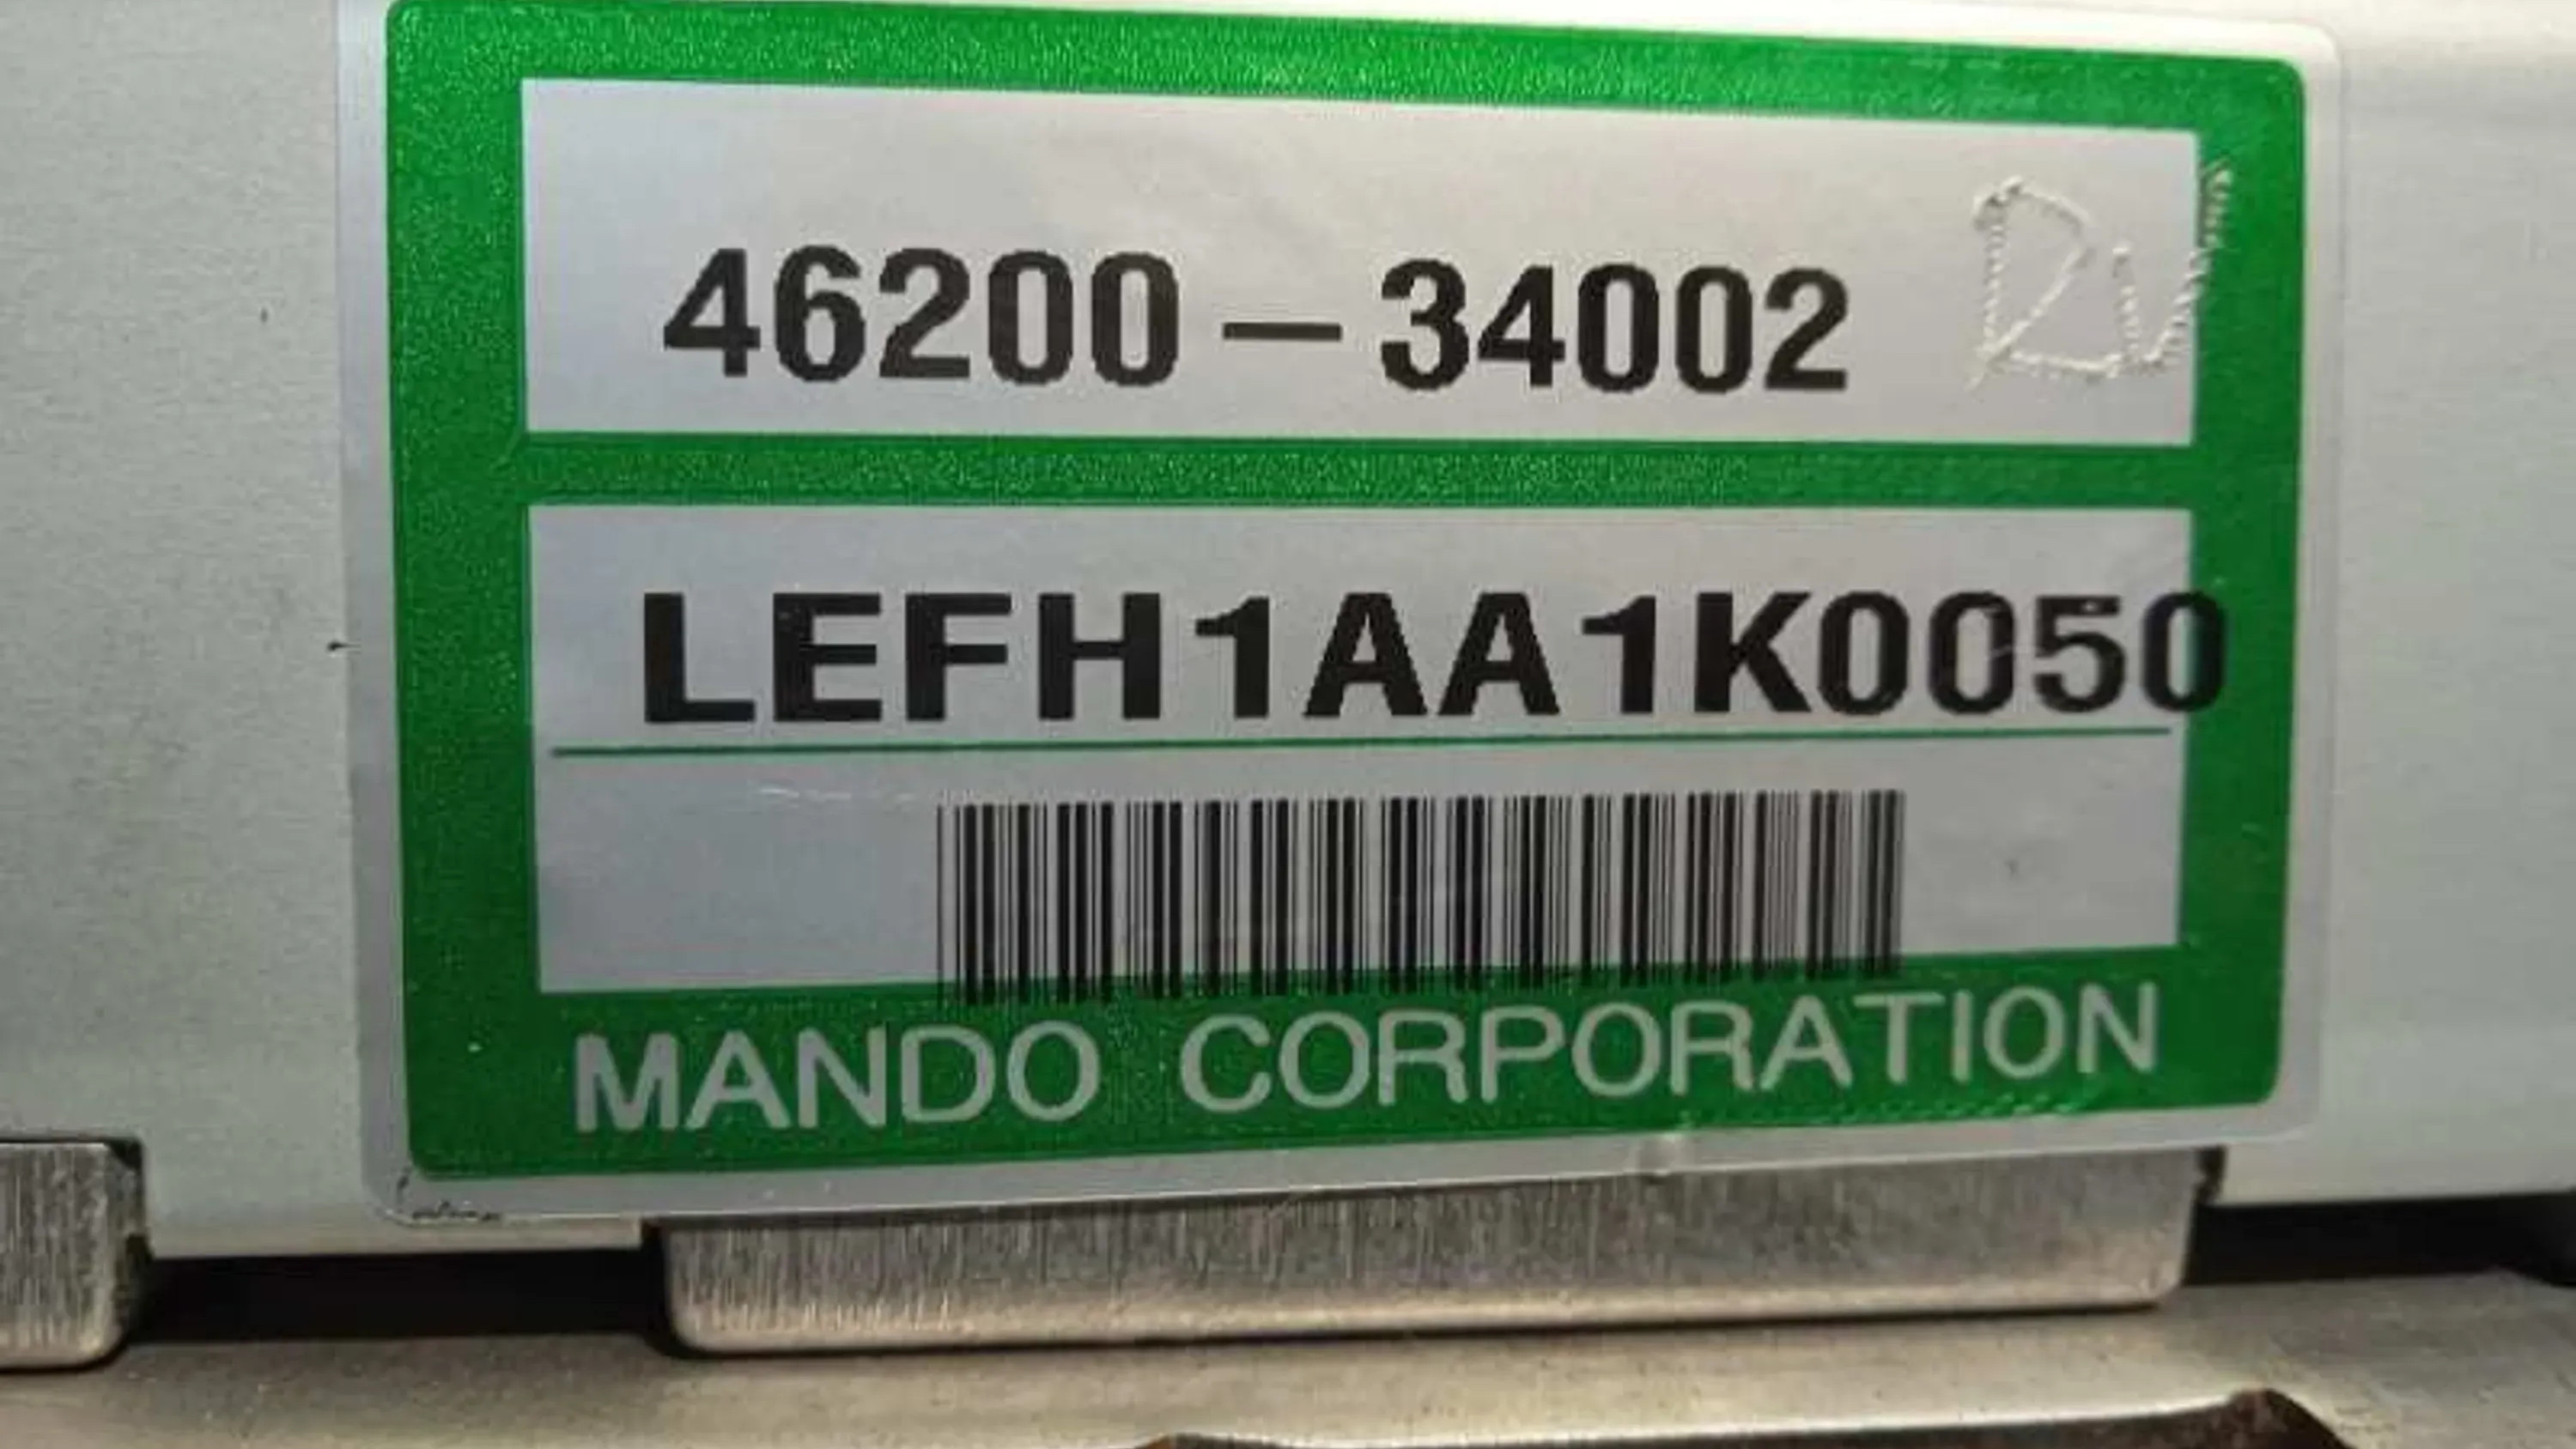 46200-34002
LEFH1AA1K0050
MANDO CORPORATION